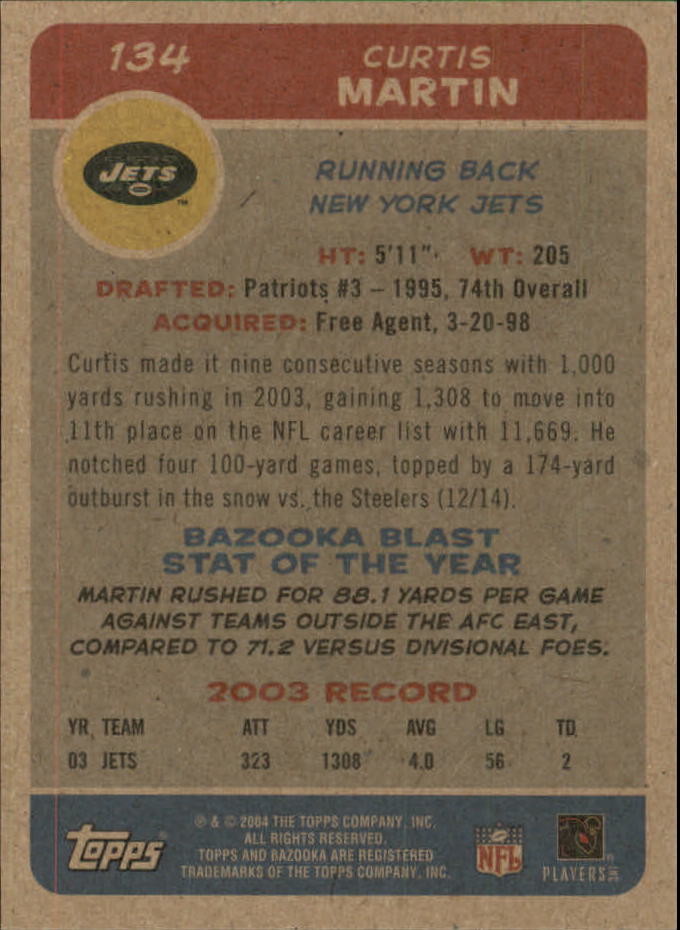 134
CURTIS
MARTIN
JETS
TM
RUNNING BACK
NEW YORK JETS
HT: 5'11" WT: 205
DRAFTED: Patriots #3 – 1995, 74th Overall
ACQUIRED: Free Agent, 3-20-98
Curtis made it nine consecutive seasons with 1,000
yards rushing in 2003, gaining 1,308 to move into
11th place on the NFL career list with 11,669. He
notched four 100-yard games, topped by a 174-yard
outburst in the snow vs. the Steelers (12/14).
BAZOOKA BLAST
STAT OF THE YEAR
MARTIN RUSHED FOR 88.1 YARDS PER GAME
AGAINST TEAMS OUTSIDE THE AFC EAST,
COMPARED TO 71.2 VERSUS DIVISIONAL FOES.
2003 RECORD
YR TEAM ATT YDS AVG LG TD
03 JETS 323 1308 4.0 56 2
Topps®
℗ & © 2004 THE TOPPS COMPANY, INC.
ALL RIGHTS RESERVED.
TOPPS AND BAZOOKA ARE REGISTERED
TRADEMARKS OF THE TOPPS COMPANY, INC.
NFL
PLAYERS